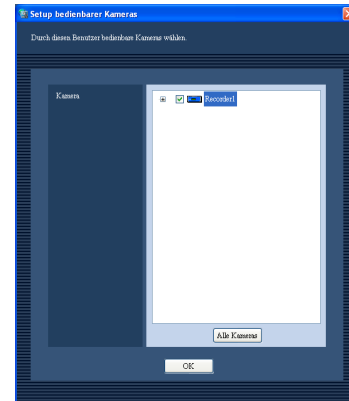 Setup bedienbarer Kameras
Durch diesen Benutzer bedienbare Kameras wählen.
Kamera
Recorder1
Alle Kameras
OK